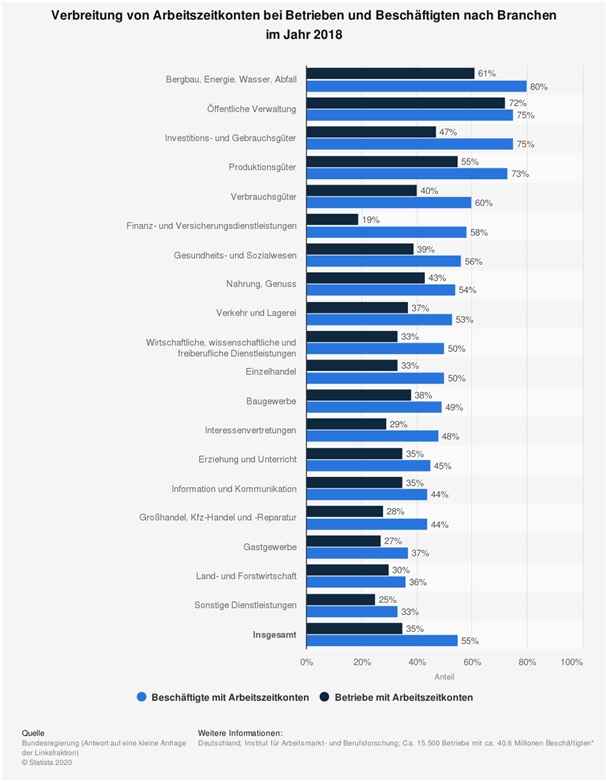 Verbreitung von Arbeitszeitkonten bei Betrieben und Beschäftigten nach Branchen
im Jahr 2018
Bergbau, Energie, Wasser, Abfall
61%
80%
Öffentliche Verwaltung
72%
75%
Investitions- und Gebrauchsgüter
47%
75%
Produktionsgüter
55%
73%
Verbrauchsgüter
40%
60%
Finanz- und Versicherungsdienstleistungen
19%
58%
Gesundheits- und Sozialwesen
39%
56%
Nahrung, Genuss
43%
54%
Verkehr und Lagerei
37%
53%
Wirtschaftliche, wissenschaftliche und
freiberufliche Dienstleistungen
33%
50%
Einzelhandel
33%
50%
Baugewerbe
38%
49%
Interessenvertretungen
29%
48%
Erziehung und Unterricht
35%
45%
Information und Kommunikation
35%
44%
Großhandel, Kfz-Handel und -Reparatur
28%
44%
Gastgewerbe
27%
37%
Land- und Forstwirtschaft
30%
36%
Sonstige Dienstleistungen
25%
33%
Insgesamt
35%
55%
0% 20% 40% 60% 80% 100%
Anteil
Beschäftigte mit Arbeitszeitkonten Betriebe mit Arbeitszeitkonten
Quelle
Bundesregierung (Antwort auf eine kleine Anfrage
der Linksfraktion)
© Statista 2020
Weitere Informationen:
Deutschland; Institut für Arbeitsmarkt- und Berufsforschung; Ca. 15.500 Betriebe mit ca. 40,6 Millionen Beschäftigten*